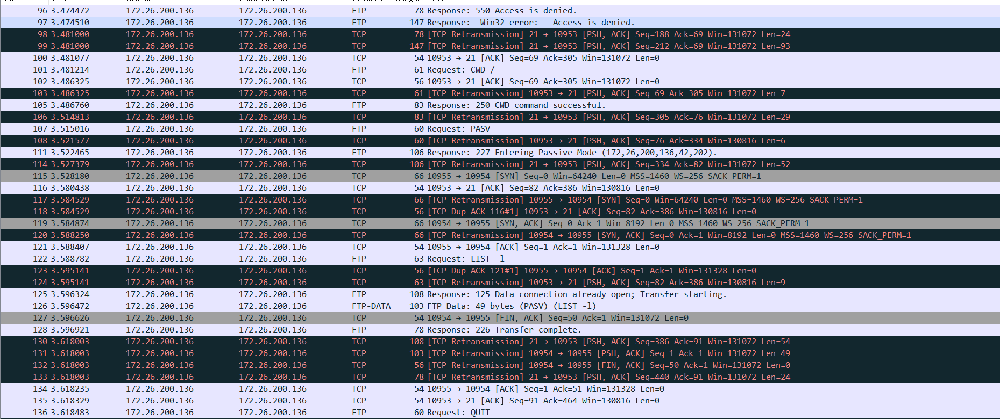 96 3.474472 172.26.200.136 172.26.200.136 FTP 78 Response: 550-Access is denied.
97 3.474510 172.26.200.136 172.26.200.136 FTP 147 Response:  Win32 error:   Access is denied.
98 3.481000 172.26.200.136 172.26.200.136 TCP 78 [TCP Retransmission] 21 → 10953 [PSH, ACK] Seq=188 Ack=69 Win=131072 Len=24
99 3.481000 172.26.200.136 172.26.200.136 TCP 147 [TCP Retransmission] 21 → 10953 [PSH, ACK] Seq=212 Ack=69 Win=131072 Len=93
100 3.481077 172.26.200.136 172.26.200.136 TCP 54 10953 → 21 [ACK] Seq=69 Ack=305 Win=131072 Len=0
101 3.481214 172.26.200.136 172.26.200.136 FTP 61 Request: CWD /
102 3.486325 172.26.200.136 172.26.200.136 TCP 56 10953 → 21 [ACK] Seq=69 Ack=305 Win=131072 Len=0
103 3.486325 172.26.200.136 172.26.200.136 TCP 61 [TCP Retransmission] 10953 → 21 [PSH, ACK] Seq=69 Ack=305 Win=131072 Len=7
105 3.486760 172.26.200.136 172.26.200.136 FTP 83 Response: 250 CWD command successful.
106 3.514813 172.26.200.136 172.26.200.136 TCP 83 [TCP Retransmission] 21 → 10953 [PSH, ACK] Seq=305 Ack=76 Win=131072 Len=29
107 3.515016 172.26.200.136 172.26.200.136 FTP 60 Request: PASV
108 3.521577 172.26.200.136 172.26.200.136 TCP 60 [TCP Retransmission] 10953 → 21 [PSH, ACK] Seq=76 Ack=334 Win=130816 Len=6
111 3.522465 172.26.200.136 172.26.200.136 FTP 106 Response: 227 Entering Passive Mode (172,26,200,136,42,202).
114 3.527379 172.26.200.136 172.26.200.136 TCP 106 [TCP Retransmission] 21 → 10953 [PSH, ACK] Seq=334 Ack=82 Win=131072 Len=52
115 3.528180 172.26.200.136 172.26.200.136 TCP 66 10955 → 10954 [SYN] Seq=0 Win=64240 Len=0 MSS=1460 WS=256 SACK_PERM=1
116 3.580438 172.26.200.136 172.26.200.136 TCP 54 10953 → 21 [ACK] Seq=82 Ack=386 Win=130816 Len=0
117 3.584529 172.26.200.136 172.26.200.136 TCP 66 [TCP Retransmission] 10955 → 10954 [SYN] Seq=0 Win=64240 Len=0 MSS=1460 WS=256 SACK_PERM=1
118 3.584529 172.26.200.136 172.26.200.136 TCP 56 [TCP Dup ACK 116#1] 10953 → 21 [ACK] Seq=82 Ack=386 Win=130816 Len=0
119 3.584874 172.26.200.136 172.26.200.136 TCP 66 10954 → 10955 [SYN, ACK] Seq=0 Ack=1 Win=8192 Len=0 MSS=1460 WS=256 SACK_PERM=1
120 3.588250 172.26.200.136 172.26.200.136 TCP 66 [TCP Retransmission] 10954 → 10955 [SYN, ACK] Seq=0 Ack=1 Win=8192 Len=0 MSS=1460 WS=256 SACK_PERM=1
121 3.588407 172.26.200.136 172.26.200.136 TCP 54 10955 → 10954 [ACK] Seq=1 Ack=1 Win=131328 Len=0
122 3.588782 172.26.200.136 172.26.200.136 FTP 63 Request: LIST -l
123 3.595141 172.26.200.136 172.26.200.136 TCP 56 [TCP Dup ACK 121#1] 10955 → 10954 [ACK] Seq=1 Ack=1 Win=131328 Len=0
124 3.595141 172.26.200.136 172.26.200.136 TCP 63 [TCP Retransmission] 10953 → 21 [PSH, ACK] Seq=82 Ack=386 Win=130816 Len=9
125 3.596324 172.26.200.136 172.26.200.136 FTP 108 Response: 125 Data connection already open; Transfer starting.
126 3.596472 172.26.200.136 172.26.200.136 FTP-DATA 103 FTP Data: 49 bytes (PASV) (LIST -l)
127 3.596626 172.26.200.136 172.26.200.136 TCP 54 10954 → 10955 [FIN, ACK] Seq=50 Ack=1 Win=131072 Len=0
128 3.596921 172.26.200.136 172.26.200.136 FTP 78 Response: 226 Transfer complete.
130 3.618003 172.26.200.136 172.26.200.136 TCP 108 [TCP Retransmission] 21 → 10953 [PSH, ACK] Seq=386 Ack=91 Win=131072 Len=54
131 3.618003 172.26.200.136 172.26.200.136 TCP 103 [TCP Retransmission] 10954 → 10955 [PSH, ACK] Seq=1 Ack=1 Win=131072 Len=49
132 3.618003 172.26.200.136 172.26.200.136 TCP 56 [TCP Retransmission] 10954 → 10955 [FIN, ACK] Seq=50 Ack=1 Win=131072 Len=0
133 3.618003 172.26.200.136 172.26.200.136 TCP 78 [TCP Retransmission] 21 → 10953 [PSH, ACK] Seq=440 Ack=91 Win=131072 Len=24
134 3.618235 172.26.200.136 172.26.200.136 TCP 54 10955 → 10954 [ACK] Seq=1 Ack=51 Win=131328 Len=0
135 3.618329 172.26.200.136 172.26.200.136 TCP 54 10953 → 21 [ACK] Seq=91 Ack=464 Win=130816 Len=0
136 3.618483 172.26.200.136 172.26.200.136 FTP 60 Request: QUIT